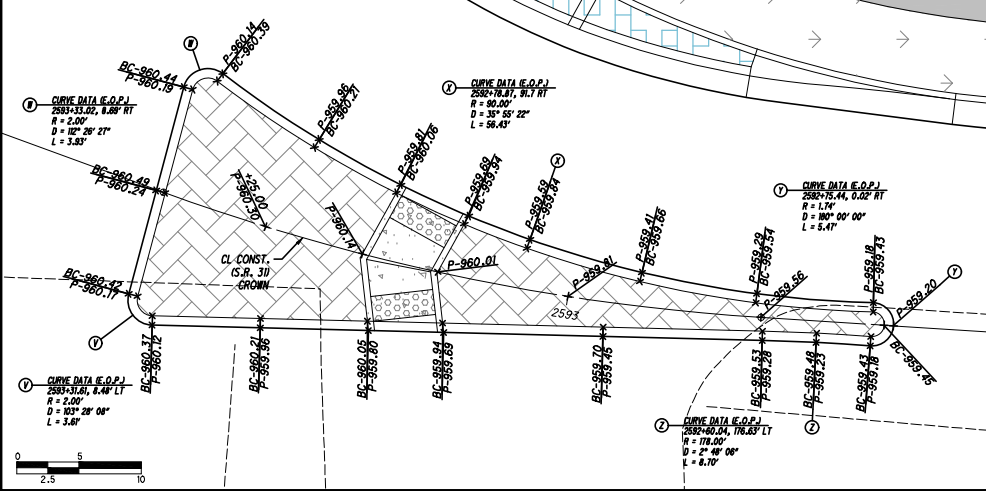 W
P-960.14
BC-960.39
BC-960.44
P-960.19
W
CURVE DATA (E.O.P.)
2593+33.02, 8.69' RT
R = 2.00'
D = 112° 26' 27"
L = 3.93'
P-959.96
BC-960.21
X
CURVE DATA (E.O.P.)
2592+78.87, 91.7 RT
R = 90.00'
D = 35° 55' 22"
L = 56.43'
P-959.81
BC-960.06
P-959.69
BC-959.94
X
P-959.59
BC-959.84
Y
CURVE DATA (E.O.P.)
2592+75.44, 0.02' RT
R = 1.74'
D = 180° 00' 00"
L = 5.47'
BC-960.49
P-960.24
+25.00
P-960.30
P-960.14
P-960.01
P-959.81
P-959.41
BC-959.66
P-959.29
BC-959.54
P-959.56
P-959.18
BC-959.43
Y
P-959.20
CL CONST.
(S.R. 31)
CROWN
BC-960.42
P-960.17
2593
V
BC-960.37
P-960.12
BC-960.21
P-959.96
BC-960.05
P-959.80
BC-959.94
P-959.69
BC-959.70
P-959.45
BC-959.53
P-959.28
BC-959.48
P-959.23
BC-959.43
P-959.18
BC-959.45
V
CURVE DATA (E.O.P.)
2593+31.61, 8.48' LT
R = 2.00'
D = 103° 28' 08"
L = 3.61'
Z
CURVE DATA (E.O.P.)
2592+60.04, 176.63' LT
R = 178.00'
D = 2° 48' 06"
L = 8.70'
Z
0
5
2.5
10